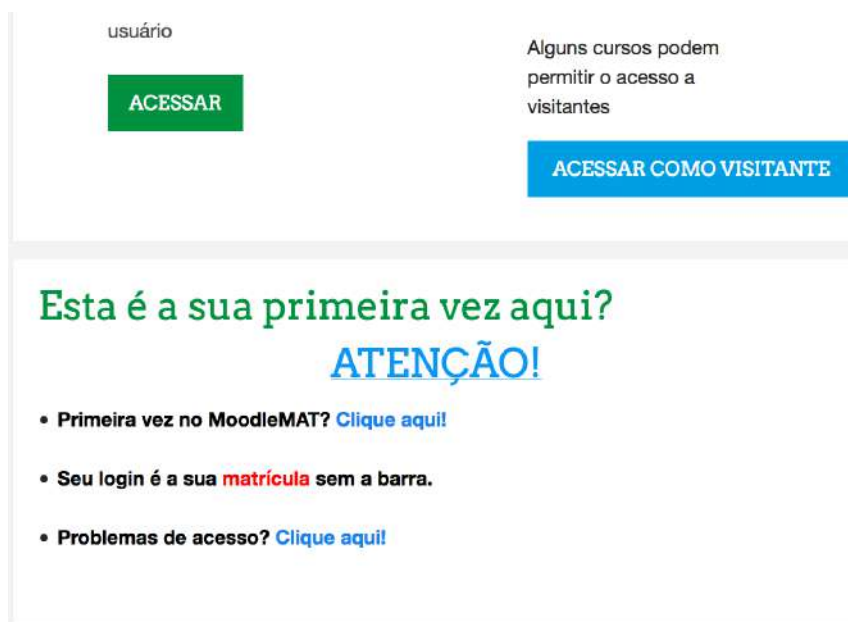 usuário
ACESSAR
Alguns cursos podem
permitir o acesso a
visitantes
ACESSAR COMO VISITANTE
Esta é a sua primeira vez aqui?
ATENÇÃO!
• Primeira vez no MoodleMAT? Clique aqui!
• Seu login é a sua matrícula sem a barra.
• Problemas de acesso? Clique aqui!